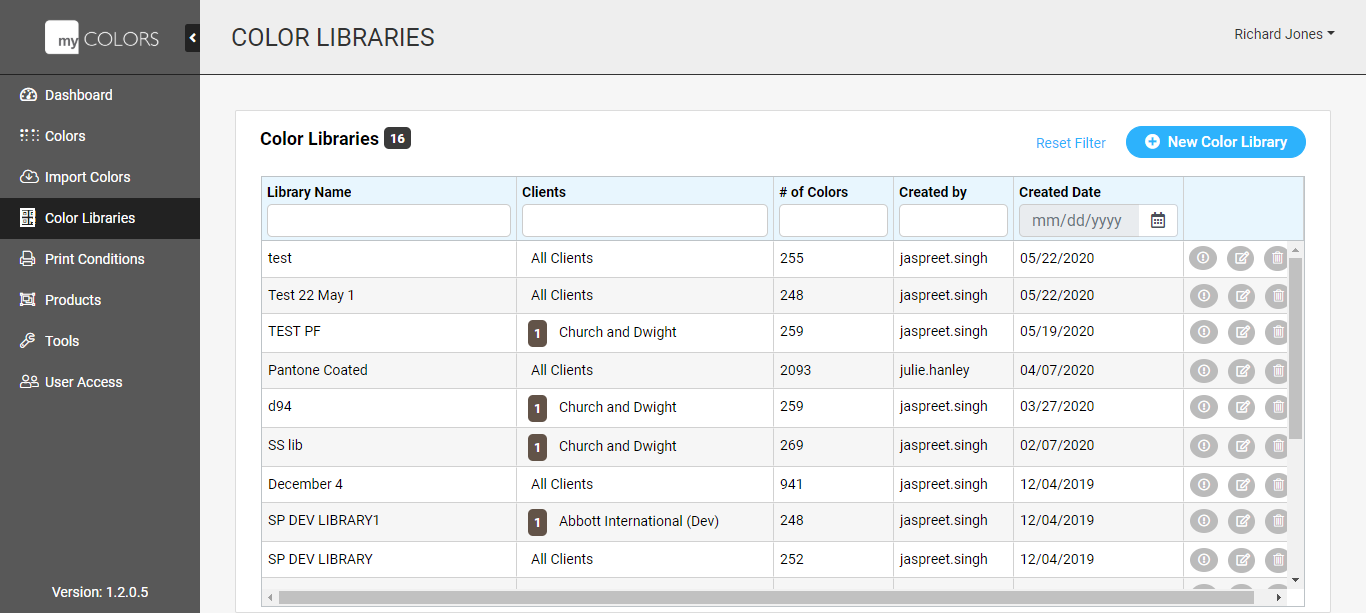 my COLORS
COLOR LIBRARIES
Richard Jones
Dashboard
Colors
Import Colors
Color Libraries
Print Conditions
Products
Tools
User Access
Version: 1.2.0.5
Color Libraries 16
Reset Filter
New Color Library
Library Name Clients # of Colors Created by Created Date
mm/dd/yyyy
test All Clients 255 jaspreet.singh 05/22/2020
Test 22 May 1 All Clients 248 jaspreet.singh 05/22/2020
TEST PF 1 Church and Dwight 259 jaspreet.singh 05/19/2020
Pantone Coated All Clients 2093 julie.hanley 04/07/2020
d94 1 Church and Dwight 259 jaspreet.singh 03/27/2020
SS lib 1 Church and Dwight 269 jaspreet.singh 02/07/2020
December 4 All Clients 941 jaspreet.singh 12/04/2019
SP DEV LIBRARY1 1 Abbott International (Dev) 248 jaspreet.singh 12/04/2019
SP DEV LIBRARY All Clients 252 jaspreet.singh 12/04/2019